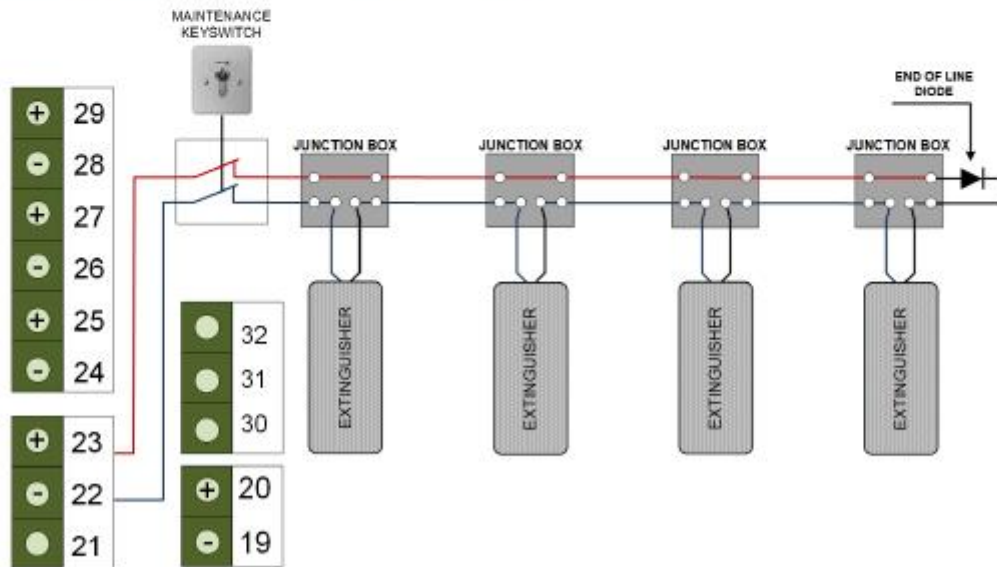 MAINTENANCE
KEYSWITCH
END OF LINE
DIODE
JUNCTION BOX
JUNCTION BOX
JUNCTION BOX
JUNCTION BOX
+ 29
- 28
+ 27
- 26
+ 25
- 24
+ 23
- 22
21
32
31
30
+ 20
- 19
EXTINGUISHER
EXTINGUISHER
EXTINGUISHER
EXTINGUISHER